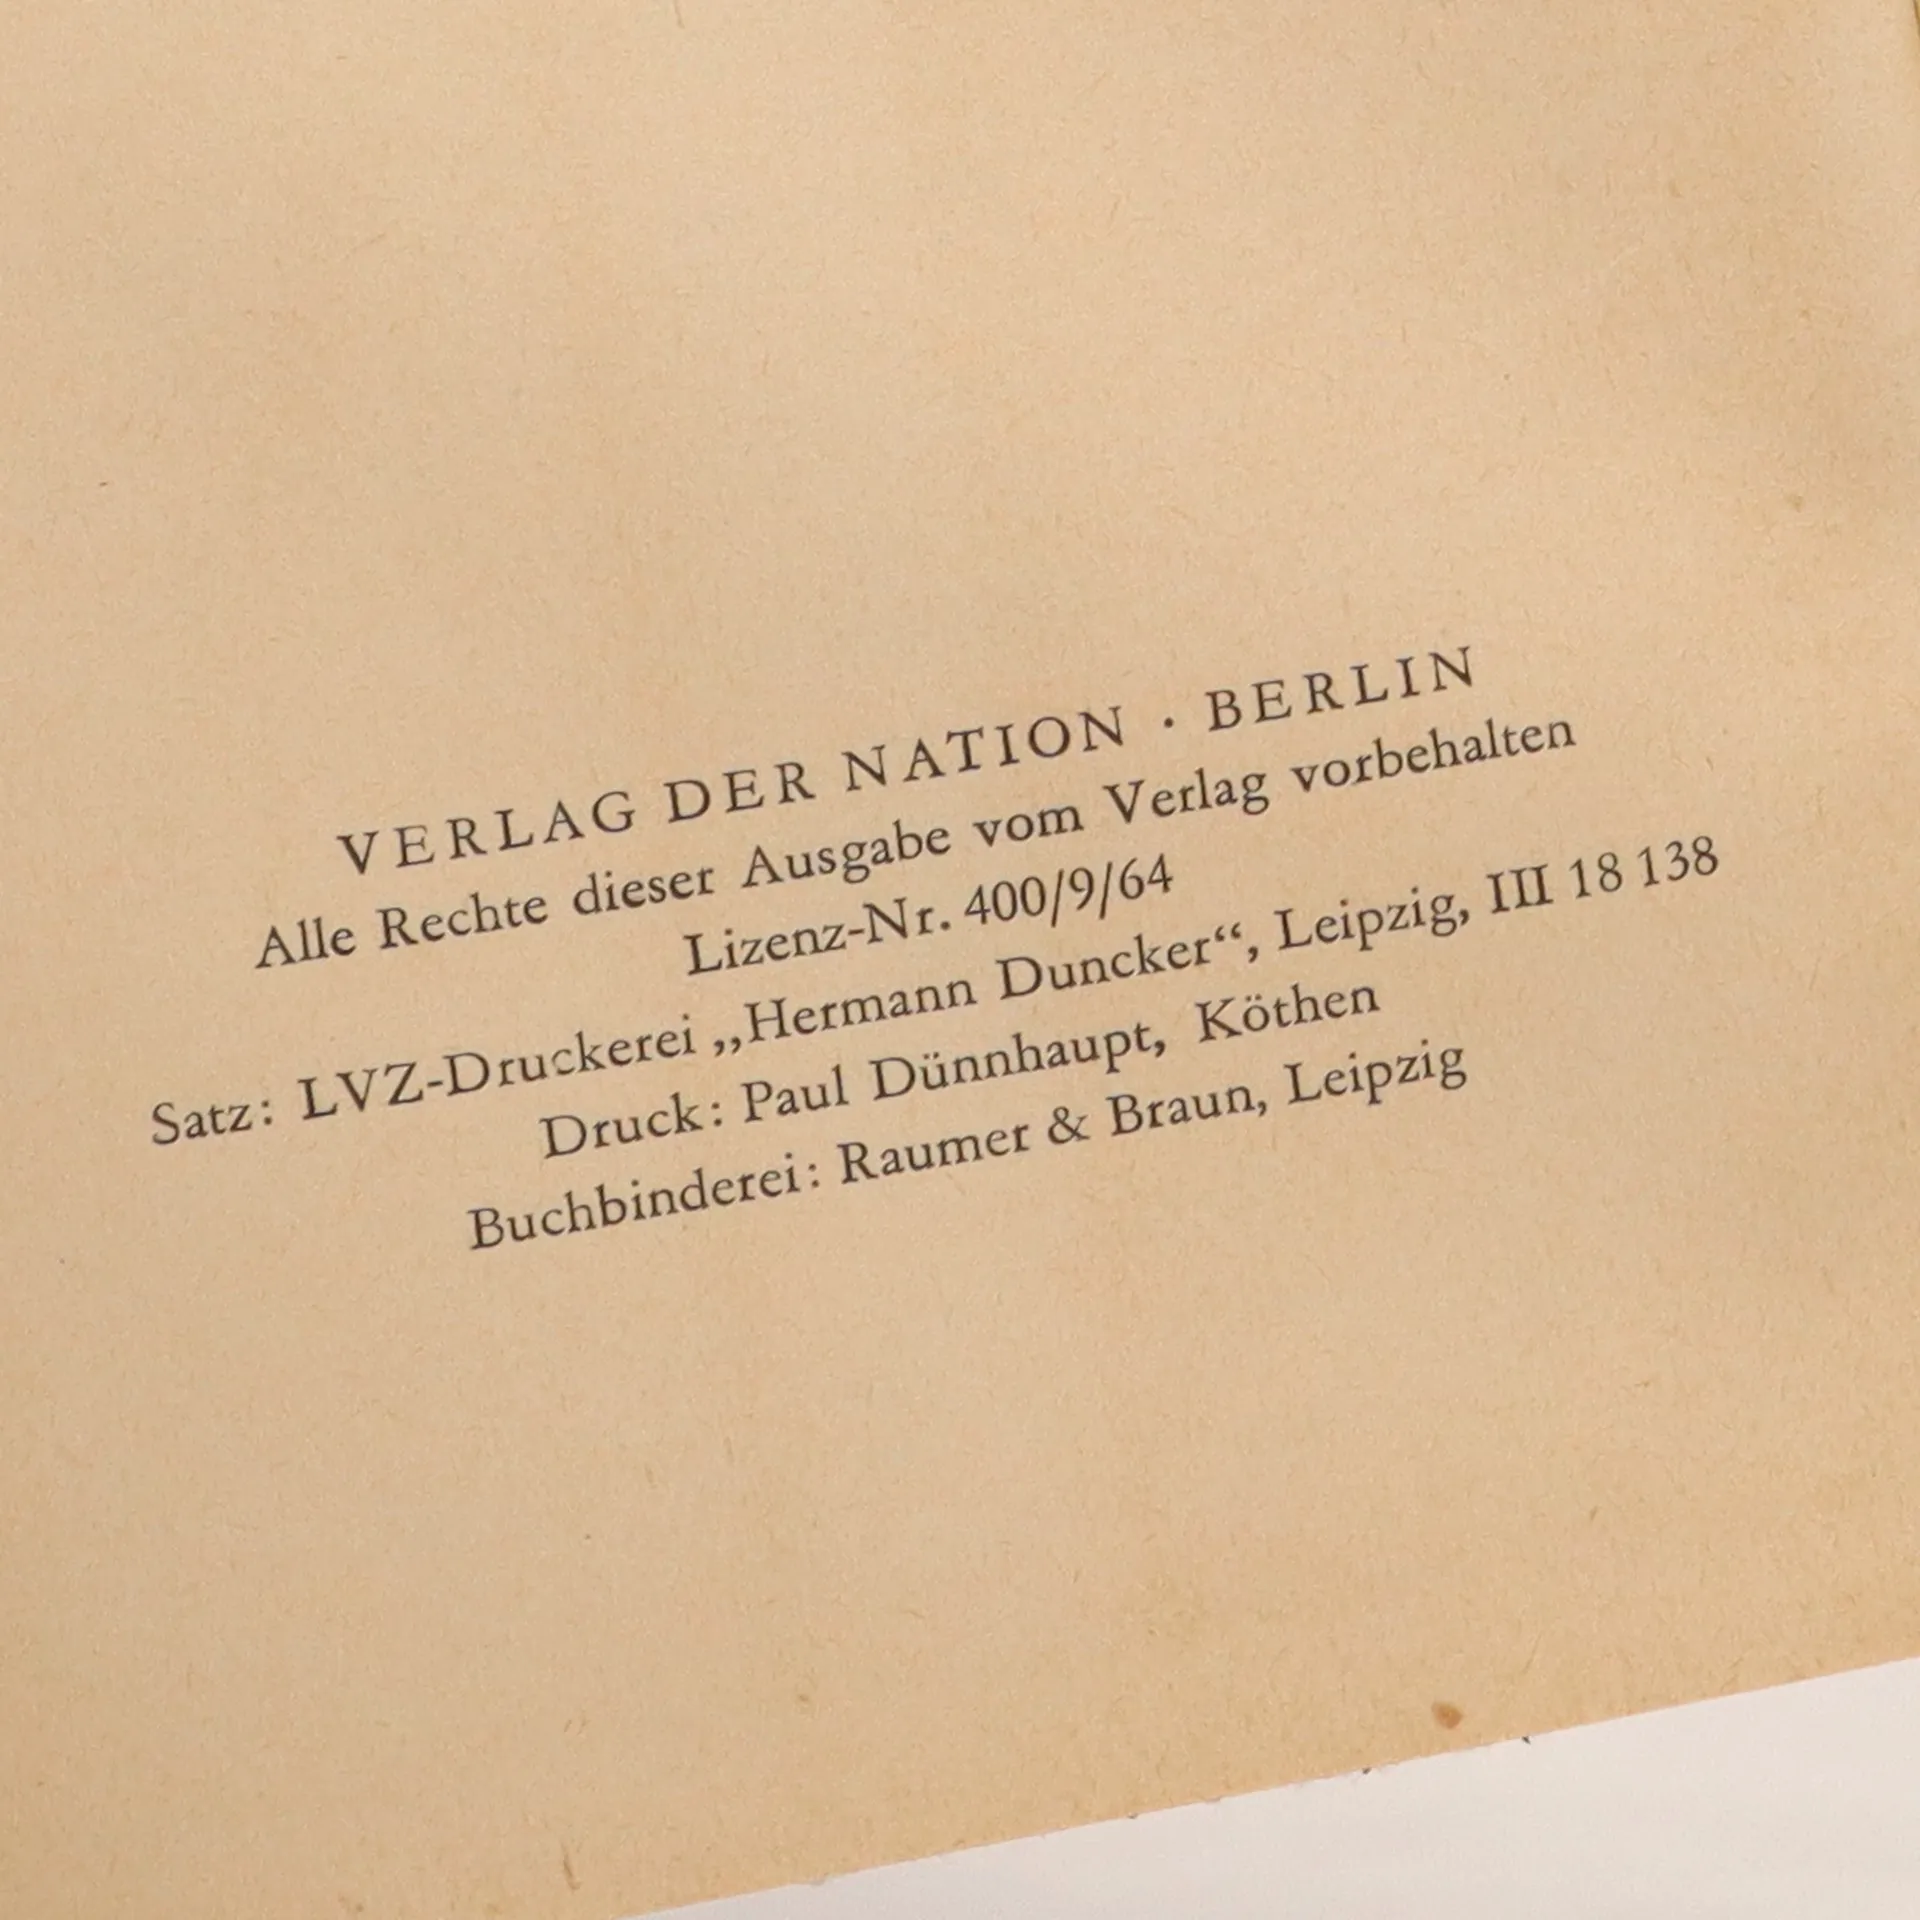 VERLAG DER NATION · BERLIN
Alle Rechte dieser Ausgabe vom Verlag vorbehalten
Lizenz-Nr. 400/9/64
Satz: LVZ-Druckerei „Hermann Duncker“, Leipzig, III 18 138
Druck: Paul Dünnhaupt, Köthen
Buchbinderei: Raumer & Braun, Leipzig